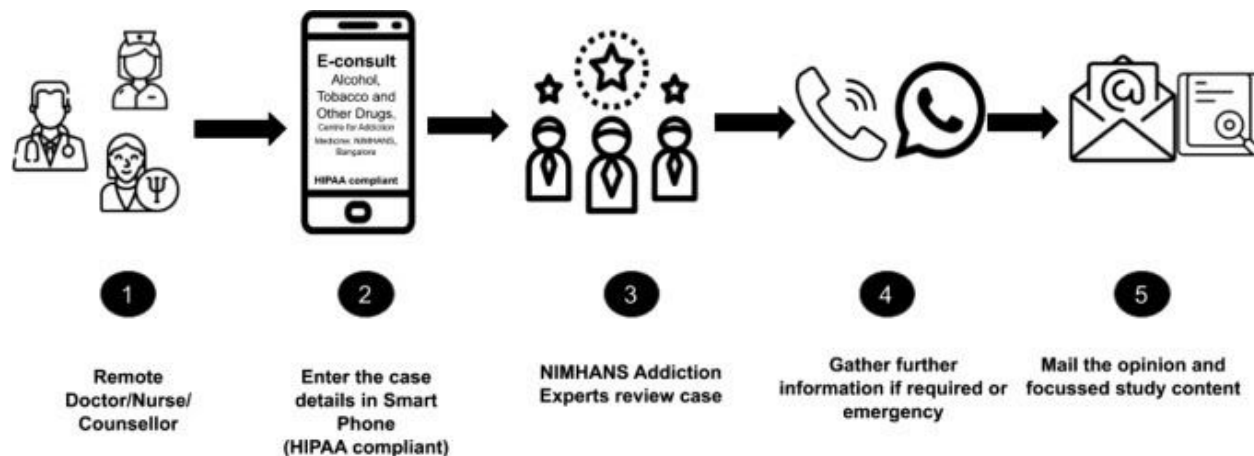 E-consult
Alcohol,
Tobacco and
Other Drugs,
Centre for Addiction
Medicine, NIMHANS,
Bangalore
HIPAA compliant
1
2
3
4
5
Remote
Doctor/Nurse/
Counsellor
Enter the case
details in Smart
Phone
(HIPAA compliant)
NIMHANS Addiction
Experts review case
Gather further
information if required or
emergency
Mail the opinion and
focussed study content